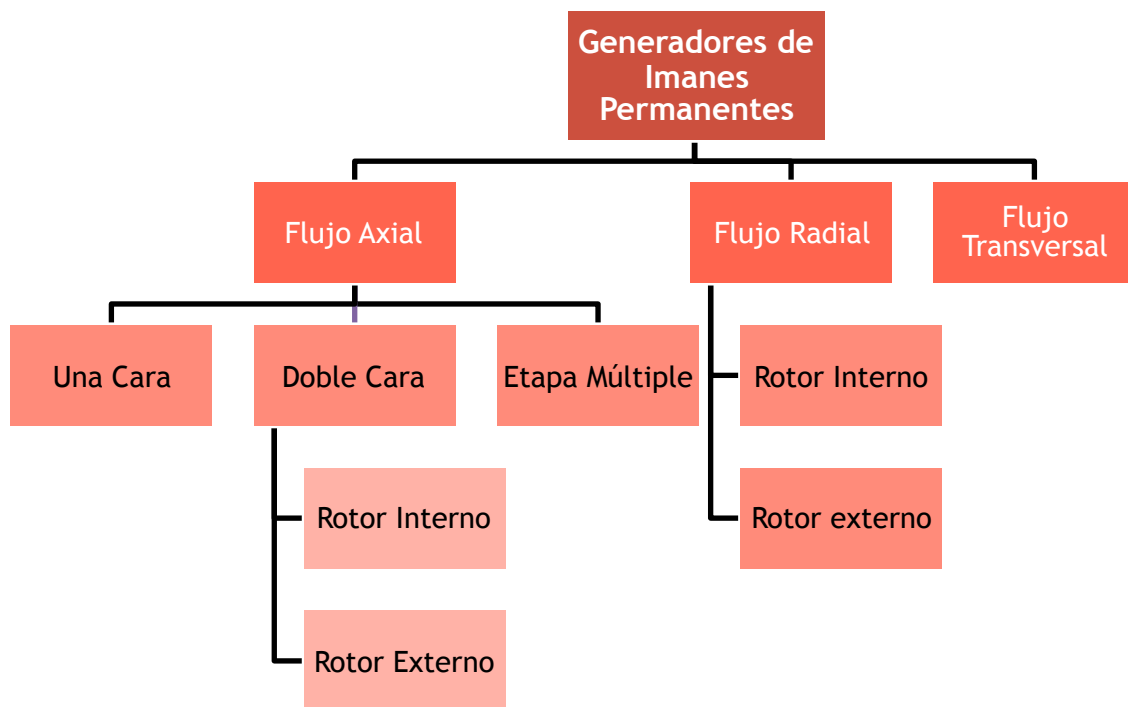 Generadores de
Imanes
Permanentes
Flujo Axial
Flujo Radial
Flujo
Transversal
Una Cara
Doble Cara
Etapa Múltiple
Rotor Interno
Rotor Interno
Rotor externo
Rotor Externo